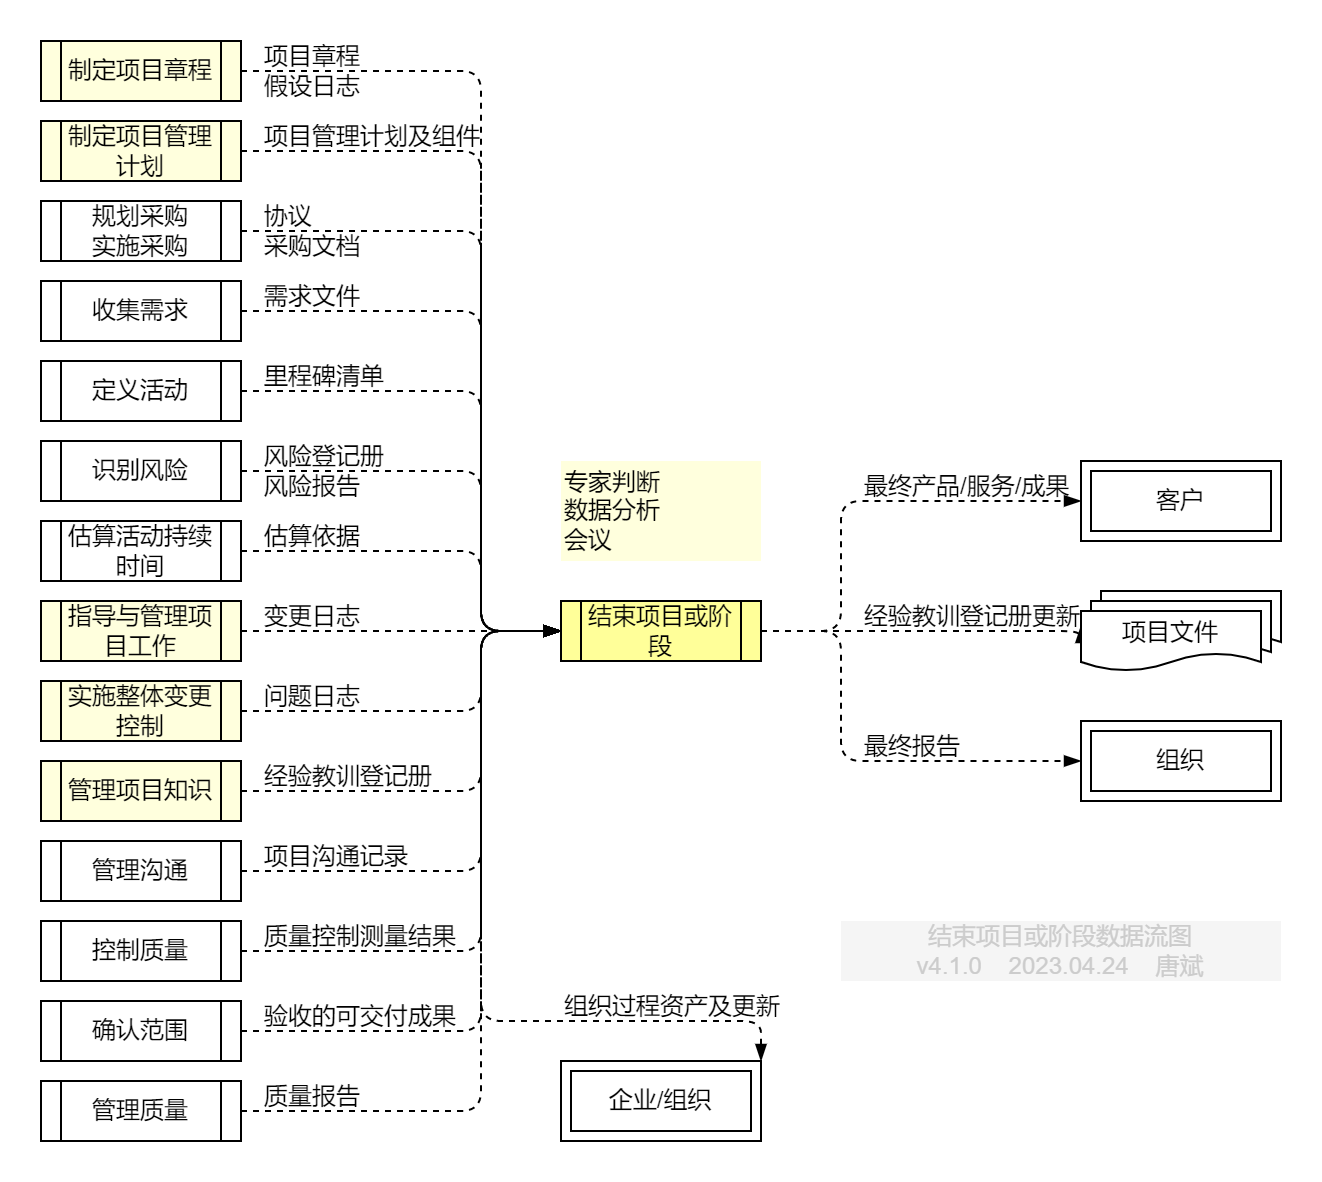 制定项目章程
项目章程
假设日志
制定项目管理
计划
项目管理计划及组件
规划采购
实施采购
协议
采购文档
收集需求
需求文件
定义活动
里程碑清单
识别风险
风险登记册
风险报告
估算活动持续
时间
估算依据
指导与管理项
目工作
变更日志
实施整体变更
控制
问题日志
管理项目知识
经验教训登记册
管理沟通
项目沟通记录
控制质量
质量控制测量结果
确认范围
验收的可交付成果
管理质量
质量报告
专家判断
数据分析
会议
结束项目或阶
段
组织过程资产及更新
企业/组织
最终产品/服务/成果
客户
经验教训登记册更新
项目文件
最终报告
组织
结束项目或阶段数据流图
v4.1.0 2023.04.24 唐斌